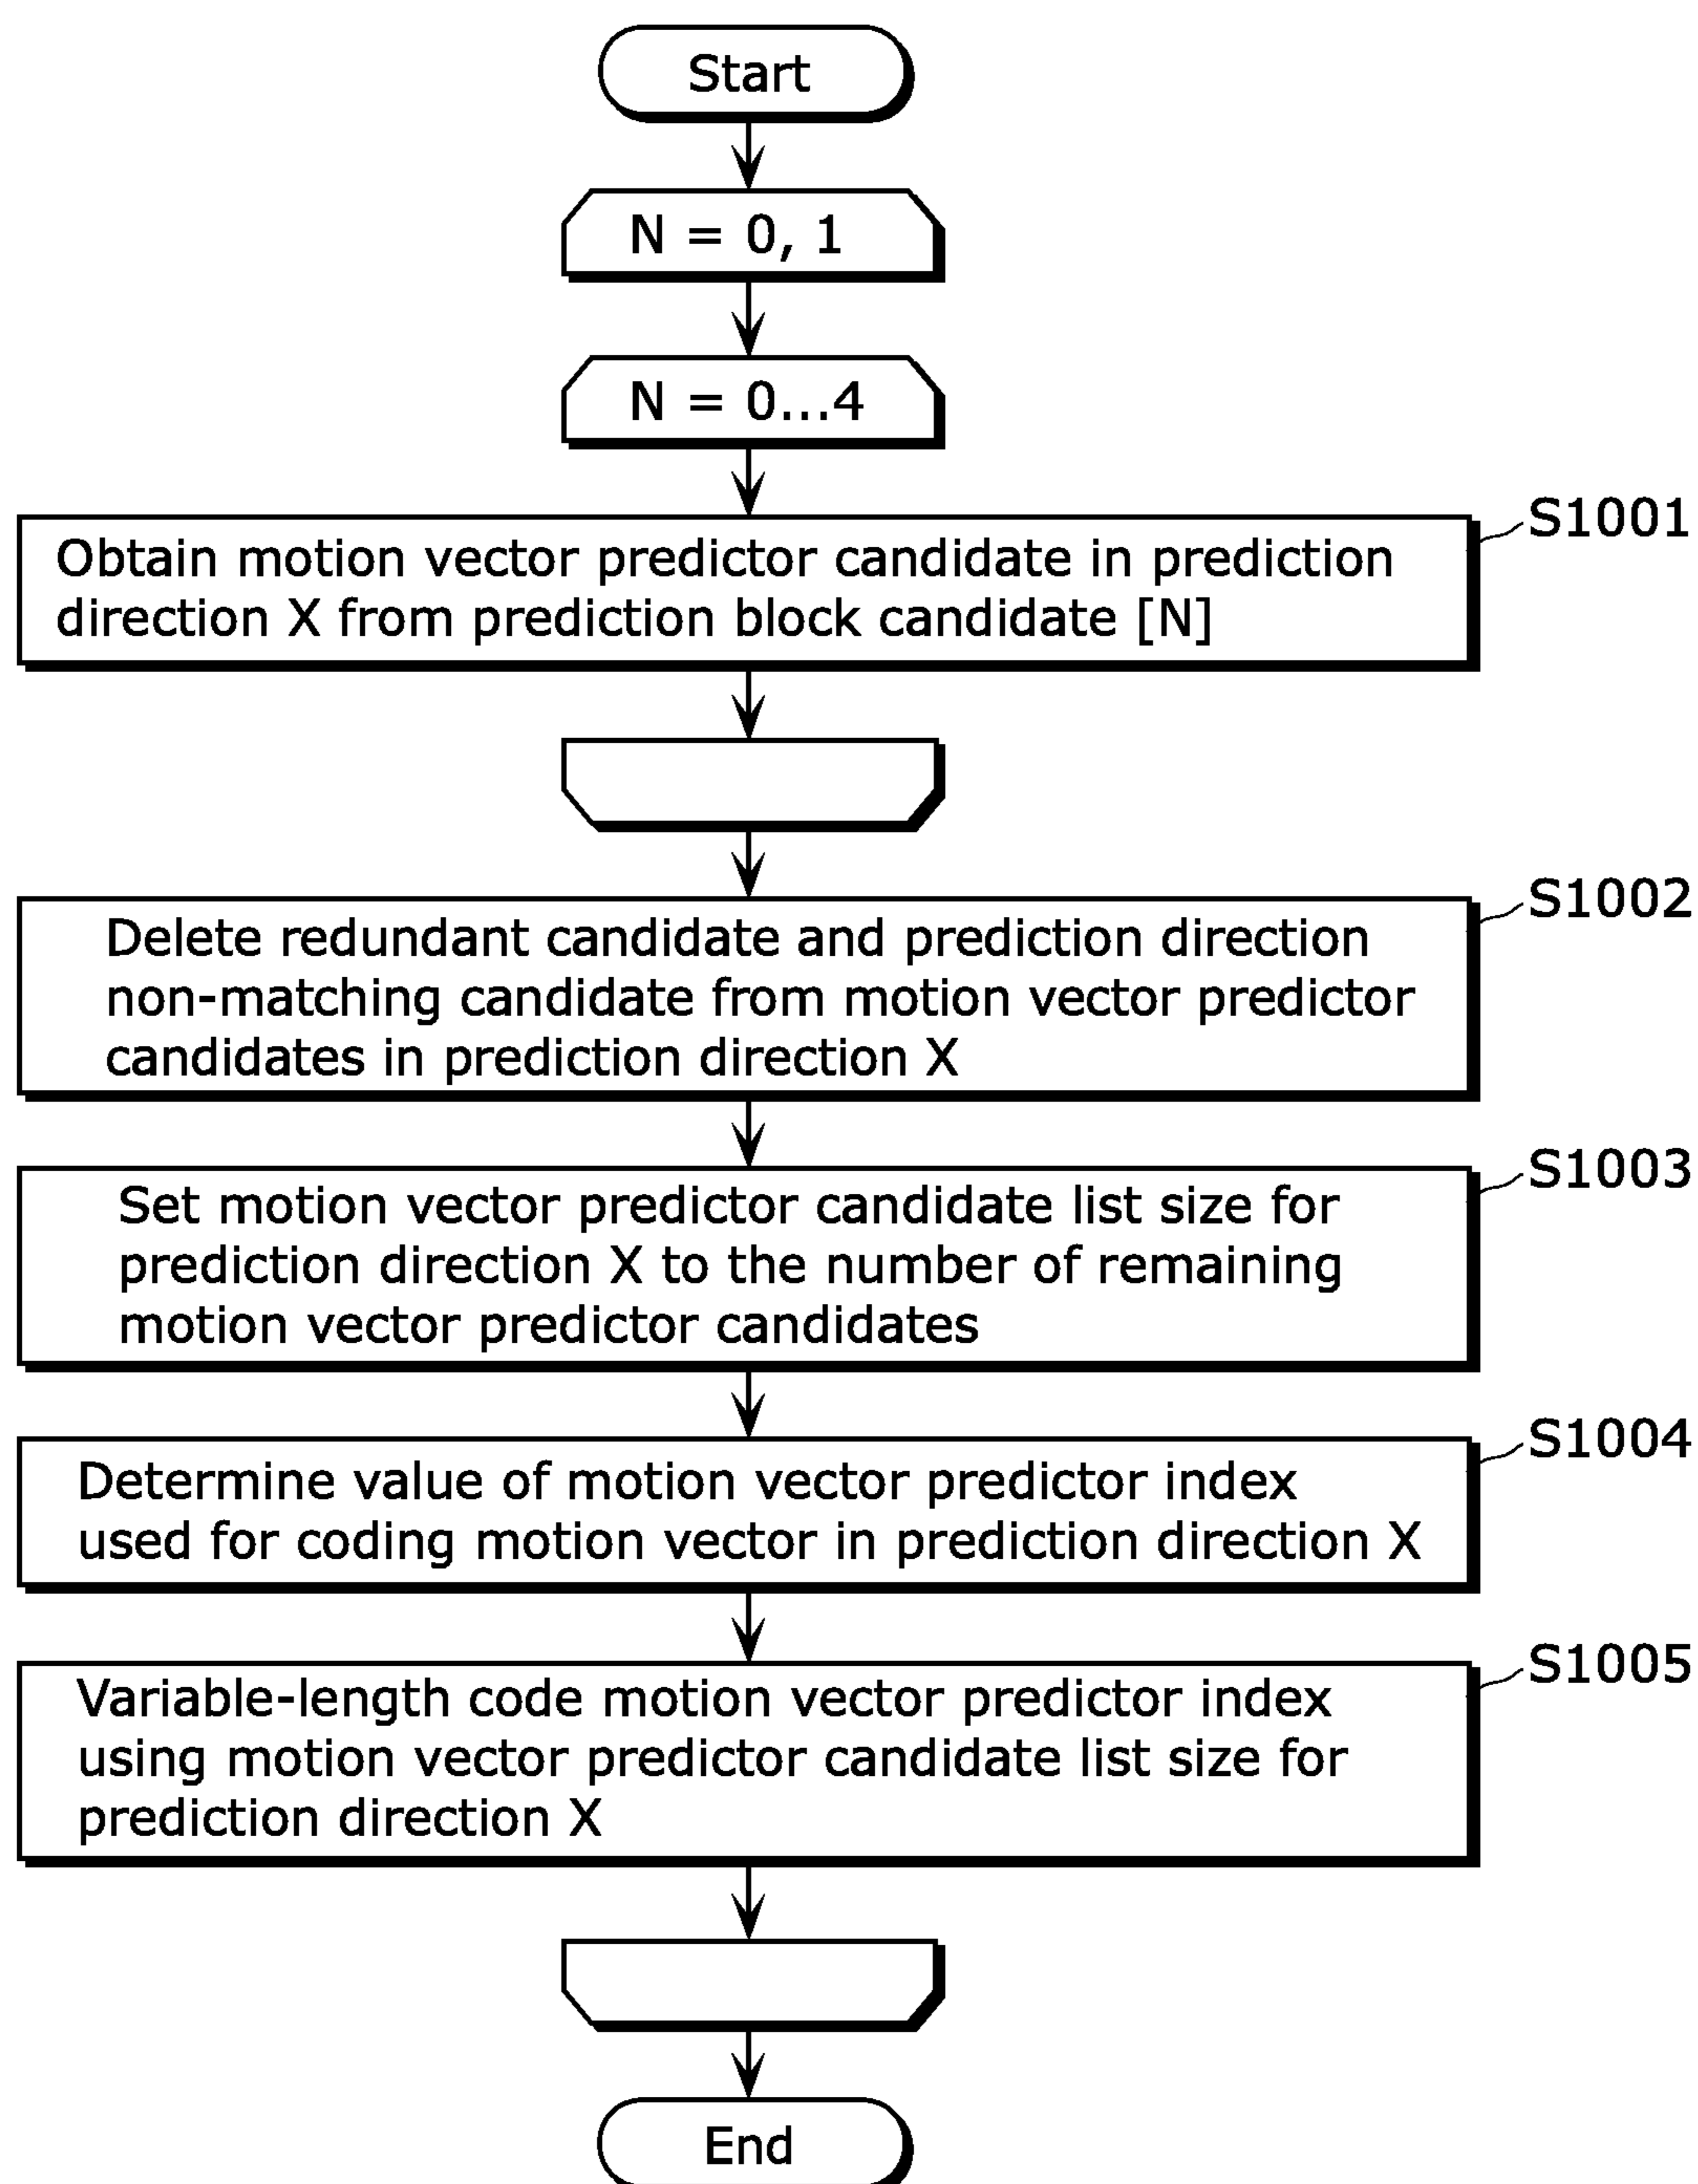 Start
N = 0, 1
N = 0...4
S1001
Obtain motion vector predictor candidate in prediction
direction X from prediction block candidate [N]
S1002
Delete redundant candidate and prediction direction
non-matching candidate from motion vector predictor
candidates in prediction direction X
S1003
Set motion vector predictor candidate list size for
prediction direction X to the number of remaining
motion vector predictor candidates
S1004
Determine value of motion vector predictor index
used for coding motion vector in prediction direction X
S1005
Variable-length code motion vector predictor index
using motion vector predictor candidate list size for
prediction direction X
End